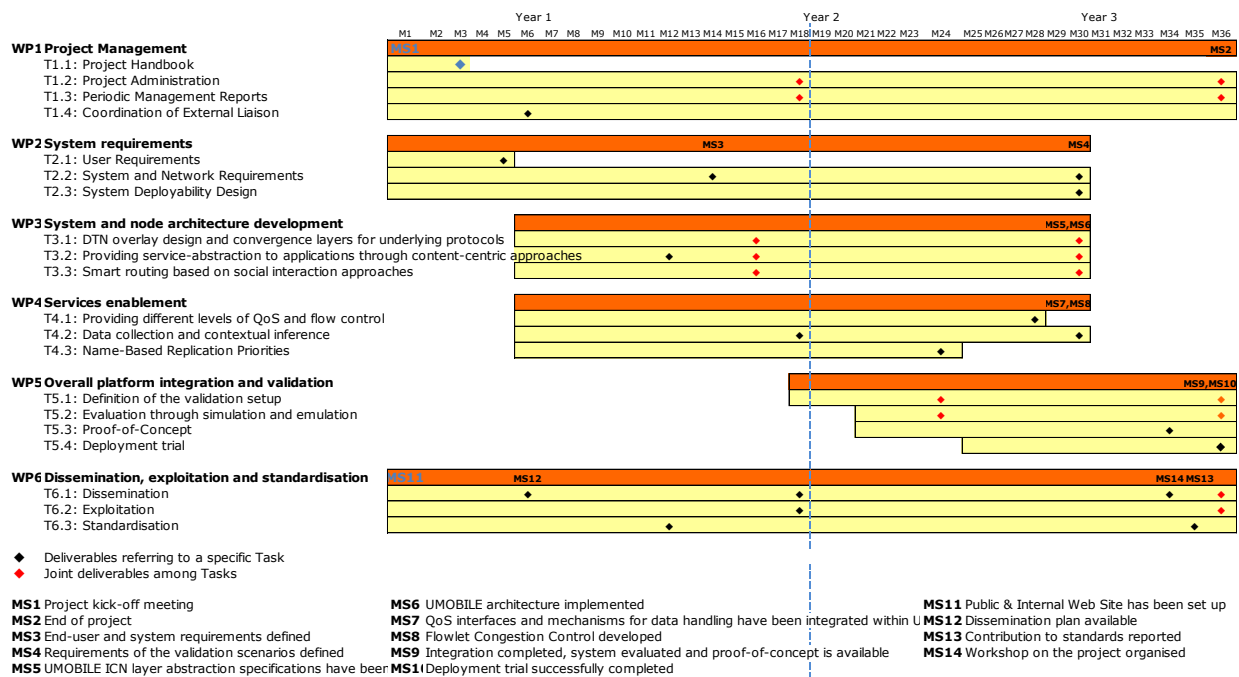 Year 1 Year 2 Year 3
M1 M2 M3 M5 M6 M7 M8 M9 M10 M11 M12 M13 M14 M15 M16 M17 M18 M19 M20 M21 M22 M23 M24 M25 M26 M27 M28 M29 M30 M31 M32 M33 M34 M35 M36
WP1 Project Management MS1 MS2
T1.1: Project Handbook
T1.2: Project Administration
T1.3: Periodic Management Reports
T1.4: Coordination of External Liaison
WP2 System requirements MS3 MS4
T2.1: User Requirements
T2.2: System and Network Requirements
T2.3: System Deployability Design
WP3 System and node architecture development MS5,MS6
T3.1: DTN overlay design and convergence layers for underlying protocols
T3.2: Providing service-abstraction to applications through content-centric approaches
T3.3: Smart routing based on social interaction approaches
WP4 Services enablement MS7,MS8
T4.1: Providing different levels of QoS and flow control
T4.2: Data collection and contextual inference
T4.3: Name-Based Replication Priorities
WP5 Overall platform integration and validation MS9,MS10
T5.1: Definition of the validation setup
T5.2: Evaluation through simulation and emulation
T5.3: Proof-of-Concept
T5.4: Deployment trial
WP6 Dissemination, exploitation and standardisation MS11 MS12 MS14 MS13
T6.1: Dissemination
T6.2: Exploitation
T6.3: Standardisation
Deliverables referring to a specific Task
Joint deliverables among Tasks
MS1 Project kick-off meeting MS6 UMOBILE architecture implemented MS11 Public & Internal Web Site has been set up
MS2 End of project MS7 QoS interfaces and mechanisms for data handling have been integrated within U MS12 Dissemination plan available
MS3 End-user and system requirements defined MS8 Flowlet Congestion Control developed MS13 Contribution to standards reported
MS4 Requirements of the validation scenarios defined MS9 Integration completed, system evaluated and proof-of-concept is available MS14 Workshop on the project organised
MS5 UMOBILE ICN layer abstraction specifications have been MS1( Deployment trial successfully completed